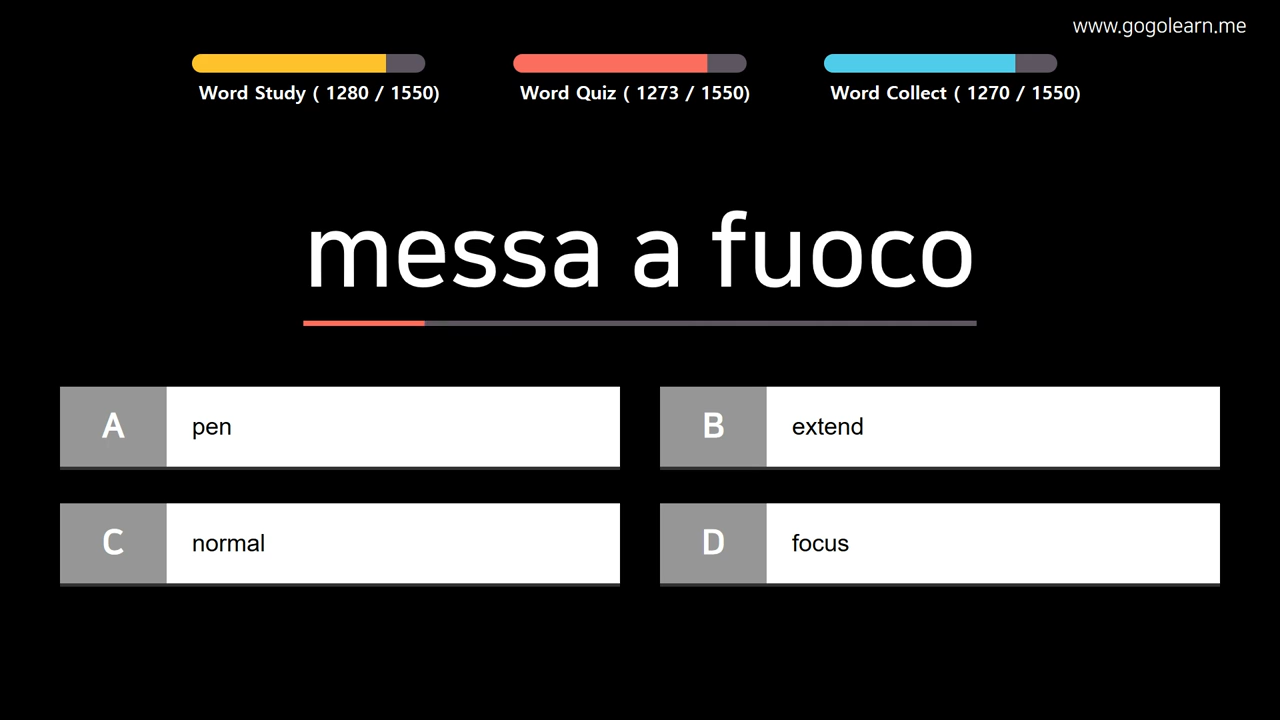 www.gogolearn.me
Word Study ( 1280 / 1550)
Word Quiz ( 1273 / 1550)
Word Collect ( 1270 / 1550)
messa a fuoco
A pen
B extend
C normal
D focus